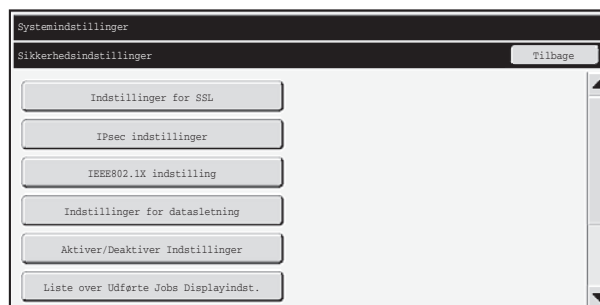 Systemindstillinger
Sikkerhedsindstillinger
Tilbage
Indstillinger for SSL
IPsec indstillinger
IEEE802.1X indstilling
Indstillinger for datasletning
Aktiver/Deaktiver Indstillinger
Liste over Udførte Jobs Displayindst.